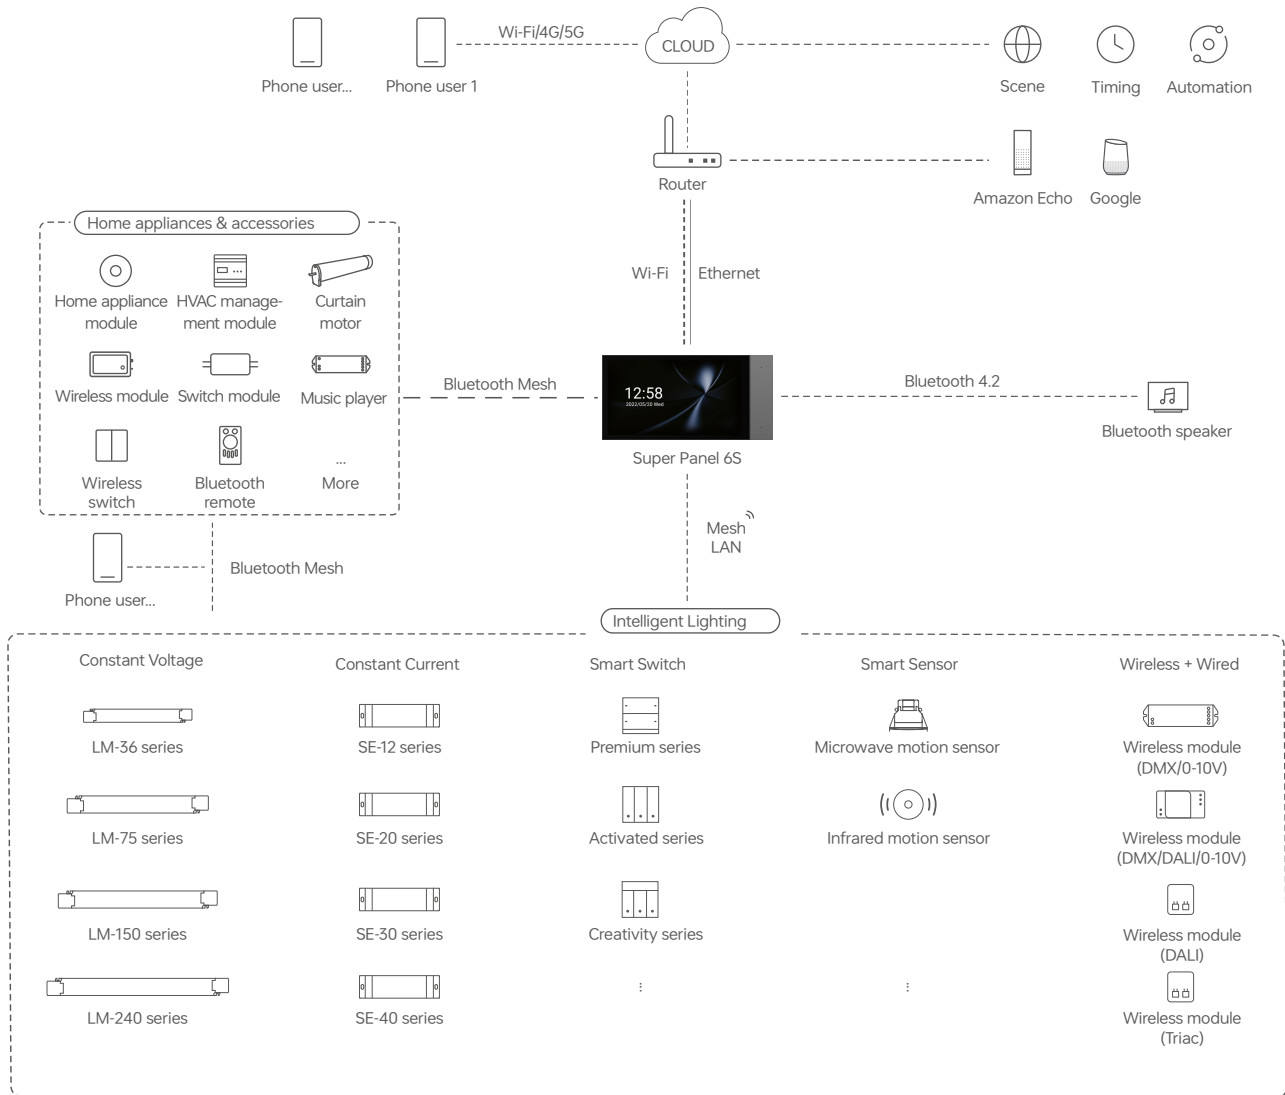 Wi-Fi/4G/5G
CLOUD
Phone user...
Phone user 1
Scene
Timing
Automation
Router
Amazon Echo
Google
Home appliances & accessories
Wi-Fi
Ethernet
Home appliance
module
HVAC manage-
ment module
Curtain
motor
Wireless module
Switch module
Music player
Wireless
switch
Bluetooth
remote
...
More
Bluetooth Mesh
12:58
2022/05/20 Wed
Super Panel 6S
Bluetooth 4.2
Bluetooth speaker
Mesh
LAN
Phone user...
Bluetooth Mesh
Intelligent Lighting
Constant Voltage
Constant Current
Smart Switch
Smart Sensor
Wireless + Wired
LM-36 series
SE-12 series
Premium series
Microwave motion sensor
Wireless module
(DMX/0-10V)
LM-75 series
SE-20 series
Activated series
Infrared motion sensor
Wireless module
(DMX/DALI/0-10V)
LM-150 series
SE-30 series
Creativity series
Wireless module
(DALI)
LM-240 series
SE-40 series
⋮
⋮
Wireless module
(Triac)